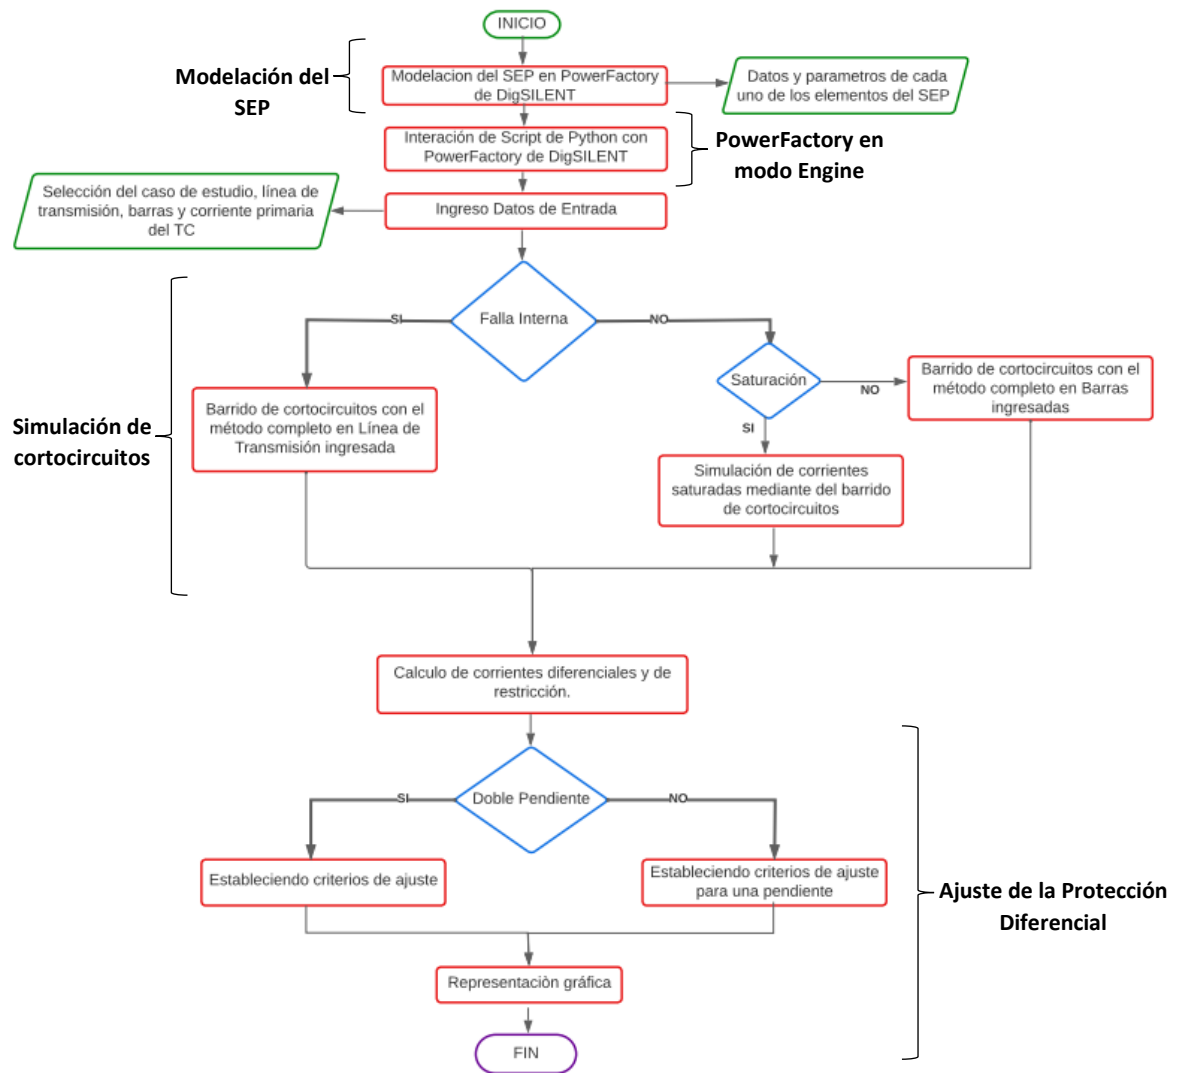 INICIO
Modelación del
SEP
Modelacion del SEP en PowerFactory
de DigSILENT
Datos y parametros de cada
uno de los elementos del SEP
Interación de Script de Python con
PowerFactory de DigSILENT
PowerFactory en
modo Engine
Selección del caso de estudio, línea de
transmisión, barras y corriente primaria
del TC
Ingreso Datos de Entrada
Falla Interna
SI
NO
Saturación
NO
SI
Barrido de cortocircuitos con el
método completo en Barras
ingresadas
Barrido de cortocircuitos con el
método completo en Línea de
Transmisión ingresada
Simulación de
cortocircuitos
Simulación de corrientes
saturadas mediante del barrido
de cortocircuitos
Calculo de corrientes diferenciales y de
restricción.
Doble Pendiente
SI
NO
Estableciendo criterios de ajuste
Estableciendo criterios de ajuste
para una pendiente
Ajuste de la Protección
Diferencial
Representaciòn gráfica
FIN